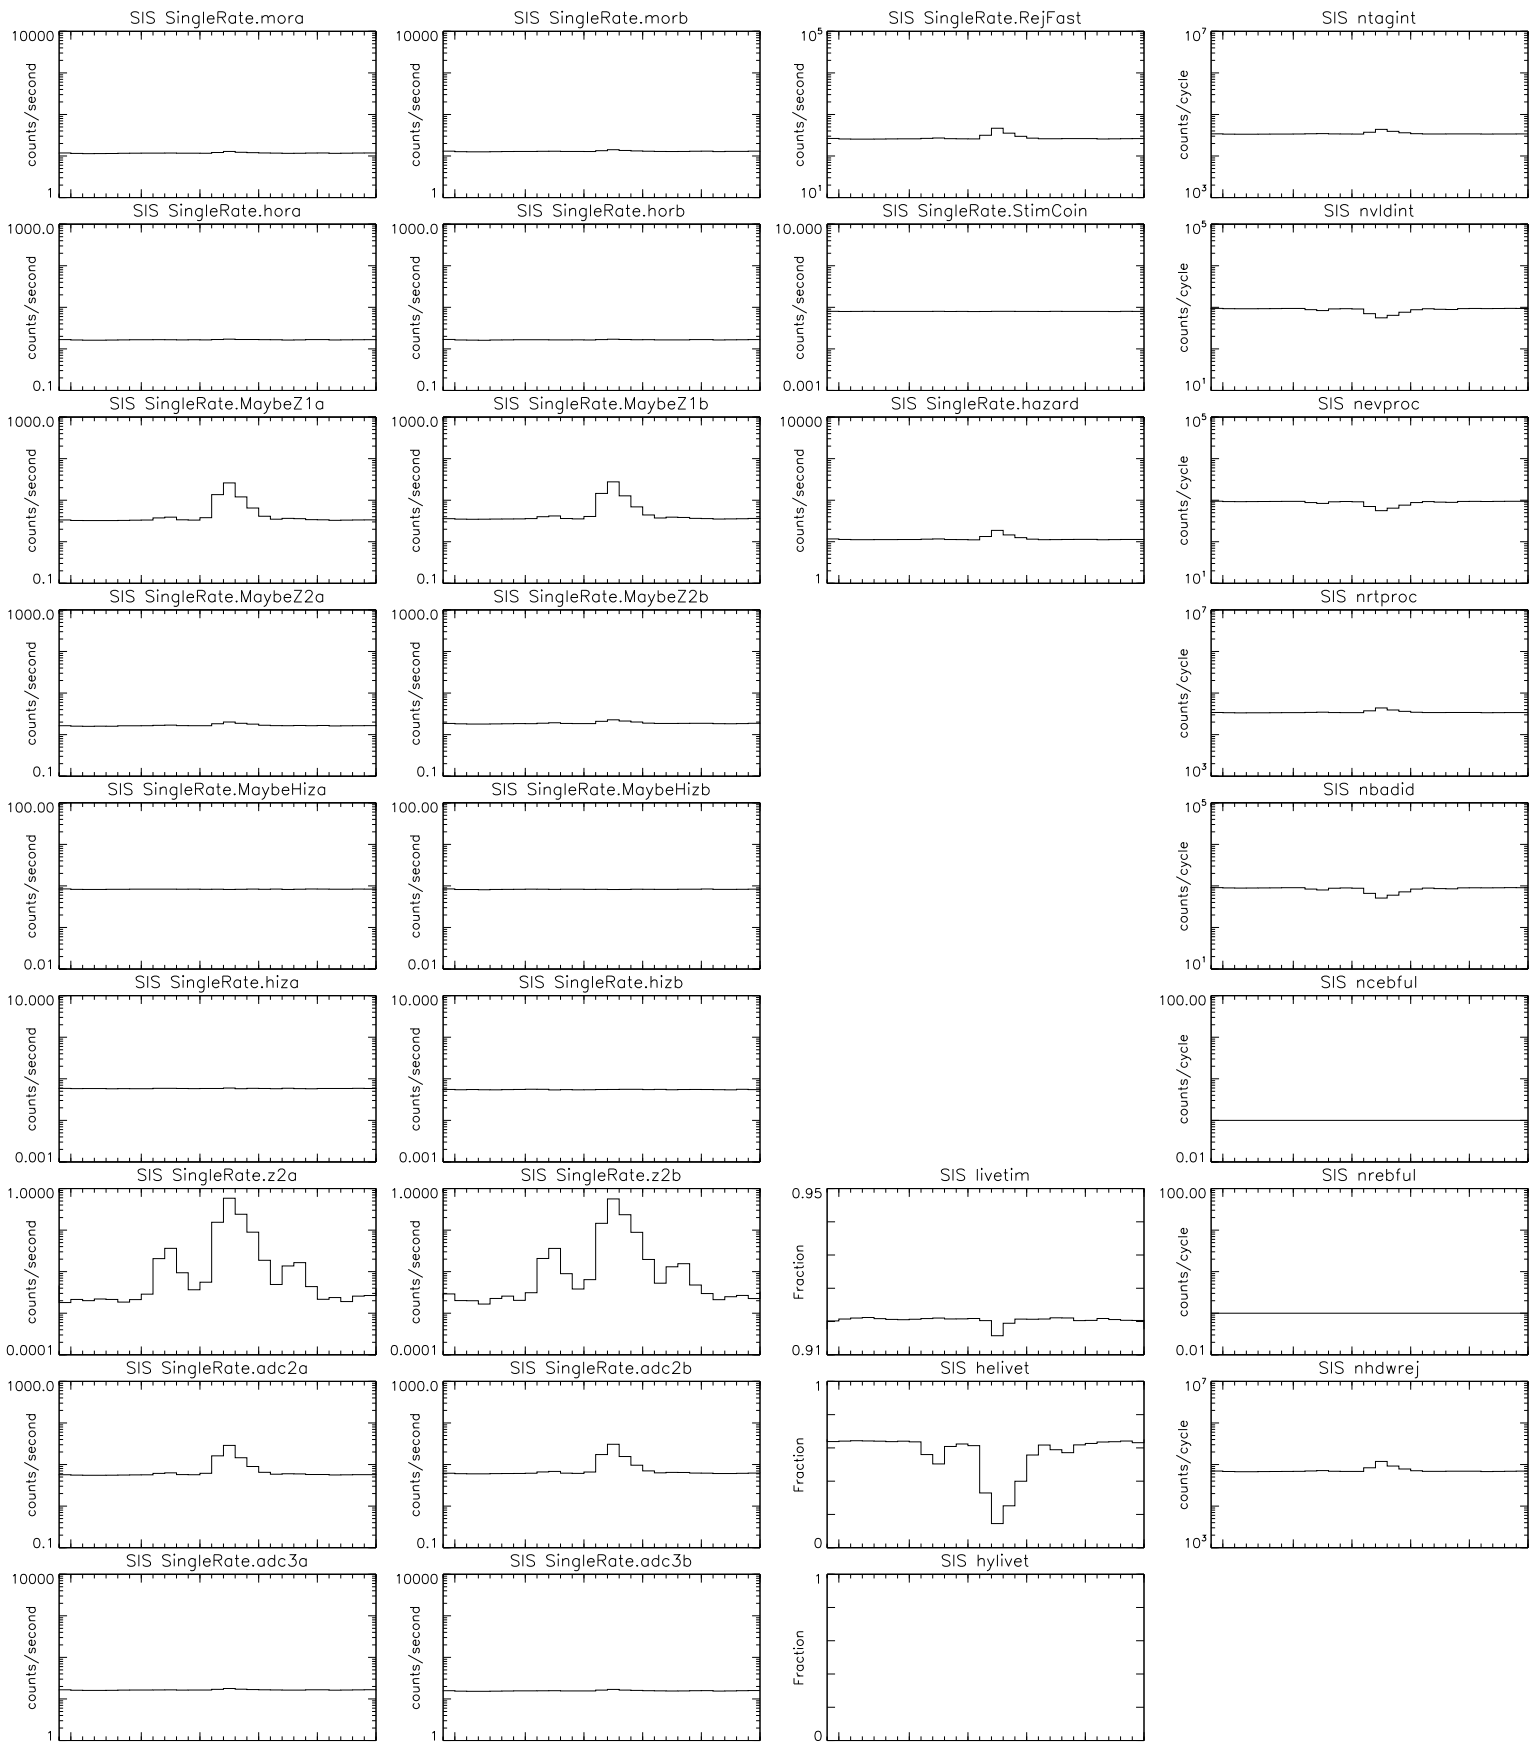 SIS SingleRate.mora SIS SingleRate.morb SIS SingleRate.RejFast SIS ntagint
10000 10000 10⁵ 10⁷
counts/second counts/second counts/second counts/cycle
1 1 10¹ 10³
SIS SingleRate.hora SIS SingleRate.horb SIS SingleRate.StimCoin SIS nvldint
1000.0 1000.0 10.000 10⁵
counts/second counts/second counts/second counts/cycle
0.1 0.1 0.001 10¹
SIS SingleRate.MaybeZ1a SIS SingleRate.MaybeZ1b SIS SingleRate.hazard SIS nevproc
1000.0 1000.0 10000 10⁵
counts/second counts/second counts/second counts/cycle
0.1 0.1 1 10¹
SIS SingleRate.MaybeZ2a SIS SingleRate.MaybeZ2b SIS nrtproc
1000.0 1000.0 10⁷
counts/second counts/second counts/cycle
0.1 0.1 10³
SIS SingleRate.MaybeHiza SIS SingleRate.MaybeHizb SIS nbadid
100.00 100.00 10⁵
counts/second counts/second counts/cycle
0.01 0.01 10¹
SIS SingleRate.hiza SIS SingleRate.hizb SIS ncebful
10.000 10.000 100.00
counts/second counts/second counts/cycle
0.001 0.001 0.01
SIS SingleRate.z2a SIS SingleRate.z2b SIS livetim SIS nrebful
1.0000 1.0000 0.95 100.00
counts/second counts/second Fraction counts/cycle
0.0001 0.0001 0.91 0.01
SIS SingleRate.adc2a SIS SingleRate.adc2b SIS helivet SIS nhdwrej
1000.0 1000.0 1 10⁷
counts/second counts/second Fraction counts/cycle
0.1 0.1 0 10³
SIS SingleRate.adc3a SIS SingleRate.adc3b SIS hylivet
10000 10000 1
counts/second counts/second Fraction
1 1 0